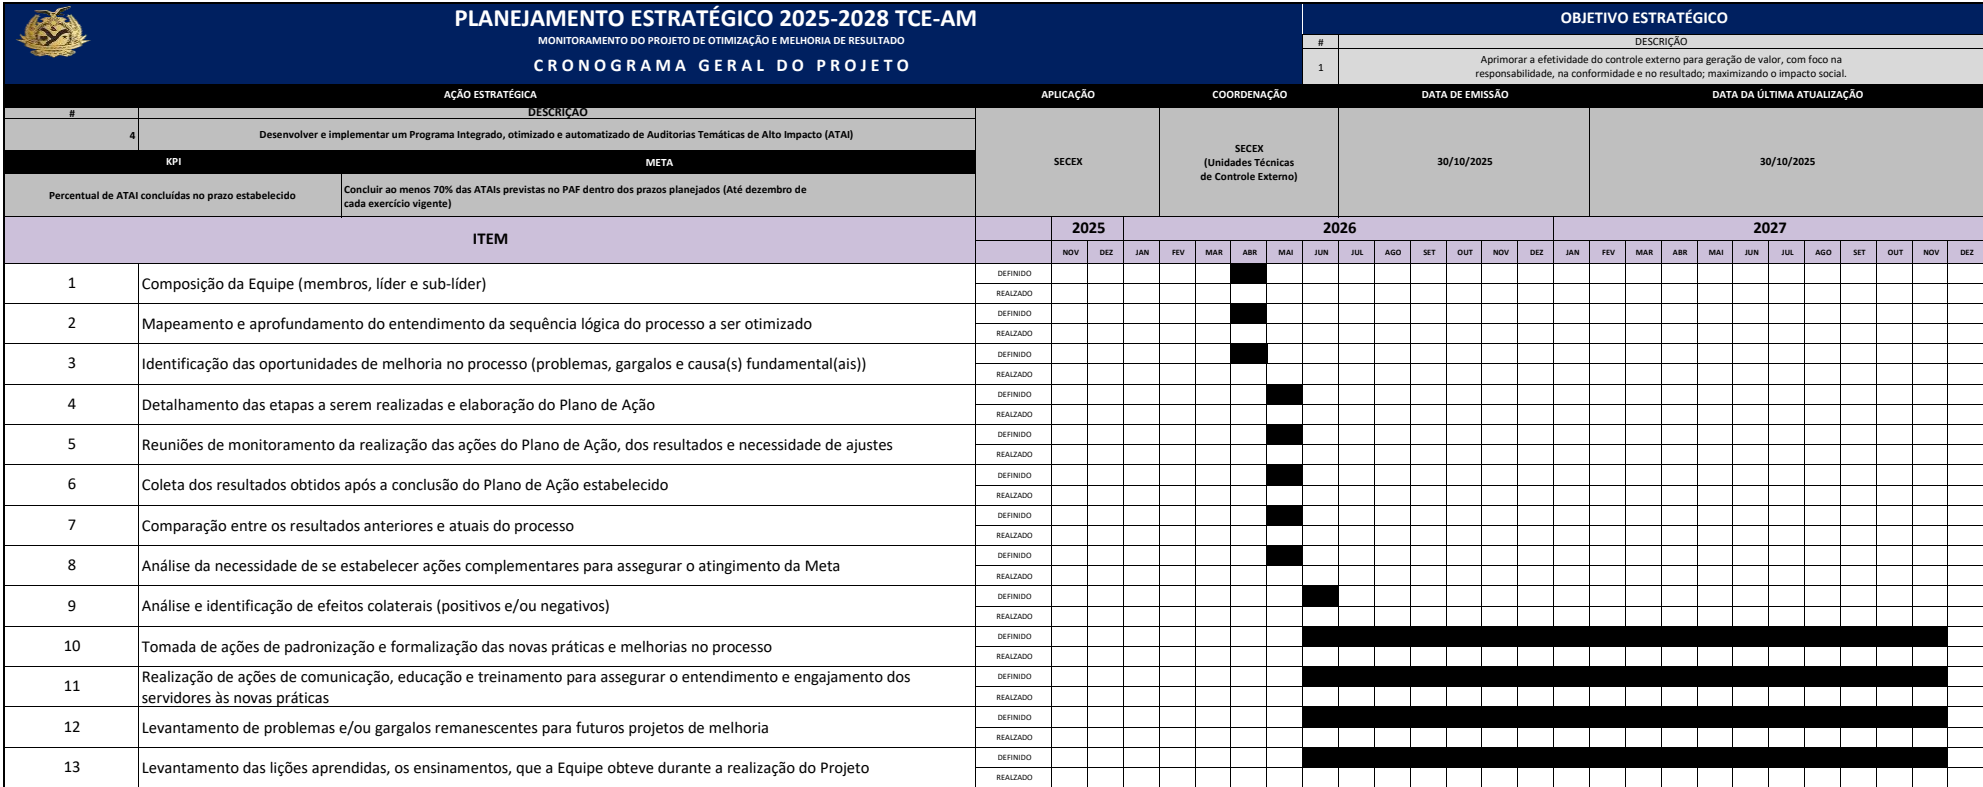 PLANEJAMENTO ESTRATÉGICO 2025-2028 TCE-AM
MONITORAMENTO DO PROJETO DE OTIMIZAÇÃO E MELHORIA DE RESULTADO
CRONOGRAMA GERAL DO PROJETO
OBJETIVO ESTRATÉGICO
# DESCRIÇÃO
1 Aprimorar a efetividade do controle externo para geração de valor, com foco na
responsabilidade, na conformidade e no resultado; maximizando o impacto social.
AÇÃO ESTRATÉGICA APLICAÇÃO COORDENAÇÃO DATA DE EMISSÃO DATA DA ÚLTIMA ATUALIZAÇÃO
# DESCRIÇÃO
4 Desenvolver e implementar um Programa Integrado, otimizado e automatizado de Auditorias Temáticas de Alto Impacto (ATAI)
KPI META
Percentual de ATAI concluídas no prazo estabelecido
Concluir ao menos 70% das ATAIs previstas no PAF dentro dos prazos planejados (Até dezembro de
cada exercício vigente)
SECEX
SECEX
(Unidades Técnicas
de Controle Externo)
30/10/2025
30/10/2025
ITEM 2025 2026 2027
NOV DEZ JAN FEV MAR ABR MAI JUN JUL AGO SET OUT NOV DEZ JAN FEV MAR ABR MAI JUN JUL AGO SET OUT NOV DEZ
1 Composição da Equipe (membros, líder e sub-líder)
DEFINIDO
REALZADO
2 Mapeamento e aprofundamento do entendimento da sequência lógica do processo a ser otimizado
DEFINIDO
REALZADO
3 Identificação das oportunidades de melhoria no processo (problemas, gargalos e causa(s) fundamental(ais))
DEFINIDO
REALZADO
4 Detalhamento das etapas a serem realizadas e elaboração do Plano de Ação
DEFINIDO
REALZADO
5 Reuniões de monitoramento da realização das ações do Plano de Ação, dos resultados e necessidade de ajustes
DEFINIDO
REALZADO
6 Coleta dos resultados obtidos após a conclusão do Plano de Ação estabelecido
DEFINIDO
REALZADO
7 Comparação entre os resultados anteriores e atuais do processo
DEFINIDO
REALZADO
8 Análise da necessidade de se estabelecer ações complementares para assegurar o atingimento da Meta
DEFINIDO
REALZADO
9 Análise e identificação de efeitos colaterais (positivos e/ou negativos)
DEFINIDO
REALZADO
10 Tomada de ações de padronização e formalização das novas práticas e melhorias no processo
DEFINIDO
REALZADO
11 Realização de ações de comunicação, educação e treinamento para assegurar o entendimento e engajamento dos
servidores às novas práticas
DEFINIDO
REALZADO
12 Levantamento de problemas e/ou gargalos remanescentes para futuros projetos de melhoria
DEFINIDO
REALZADO
13 Levantamento das lições aprendidas, os ensinamentos, que a Equipe obteve durante a realização do Projeto
DEFINIDO
REALZADO